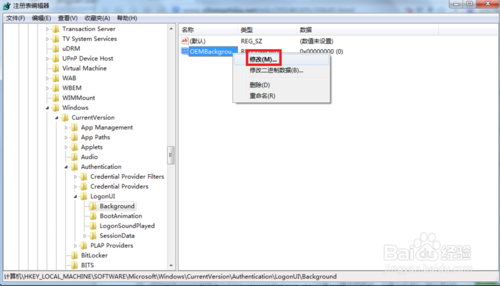 注册表编辑器
文件(F) 编辑(E) 查看(V) 收藏夹(A) 帮助(H)
Transaction Server
TV System Services
uDRM
UPnP Device Host
Virtual Machine
WAB
WBEM
WIMMount
Windows
CurrentVersion
App Management
App Paths
Applets
Audio
Authentication
Credential Provider Filters
Credential Providers
LogonUI
Background
BootAnimation
LogonSoundPlayed
SessionData
PLAP Providers
BitLocker
BITS
名称 类型 数据
(默认) REG_SZ (数值未设置)
OEMBackgrou... 0x00000000 (0)
修改(M)...
修改二进制数据(B)...
删除(D)
重命名(R)
Baidu 经验
计算机\HKEY_LOCAL_MACHINE\SOFTWARE\Microsoft\Windows\CurrentVersion\Authentication\LogonUI\Background